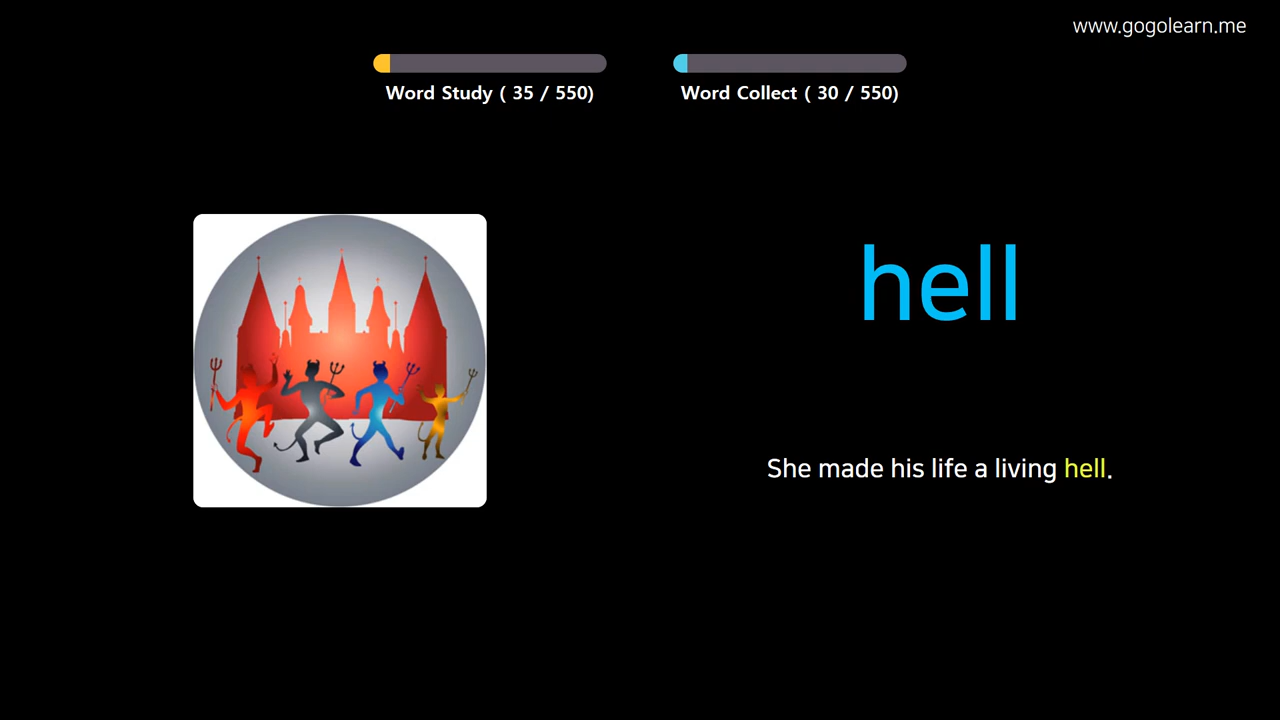 www.gogolearn.me
Word Study ( 35 / 550)
Word Collect ( 30 / 550)
hell
She made his life a living hell.